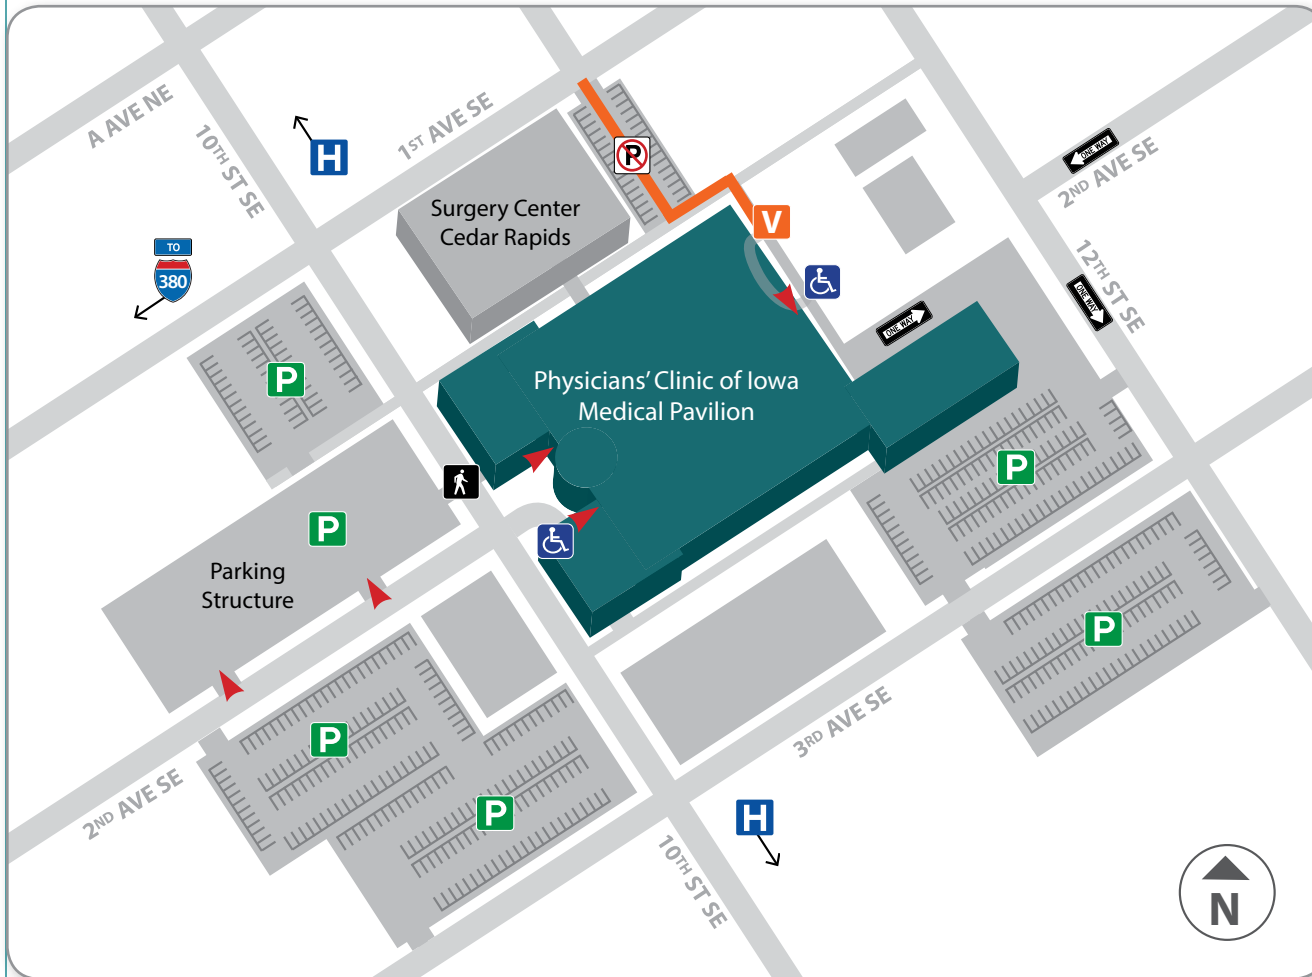 A AVE NE
10TH ST SE
H
1ST AVE SE
P
ONE WAY
2ND AVE SE
Surgery Center
Cedar Rapids
V
TO
380
12TH ST SE
ONE WAY
ONE WAY
P
Physicians' Clinic of Iowa
Medical Pavilion
P
P
Parking
Structure
P
P
2ND AVE SE
P
3RD AVE SE
H
10TH ST SE
N